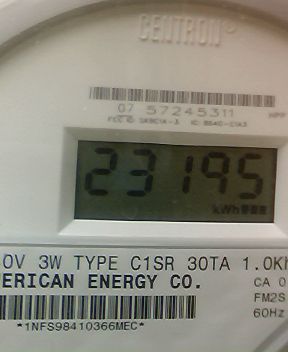 CENTRON®
07 57245311
23195
kWh
0V 3W TYPE C1SR 30TA 1.0Kh
ERICAN ENERGY CO.
CA 0
FM2S
60Hz
*1NFS98410366MEC*